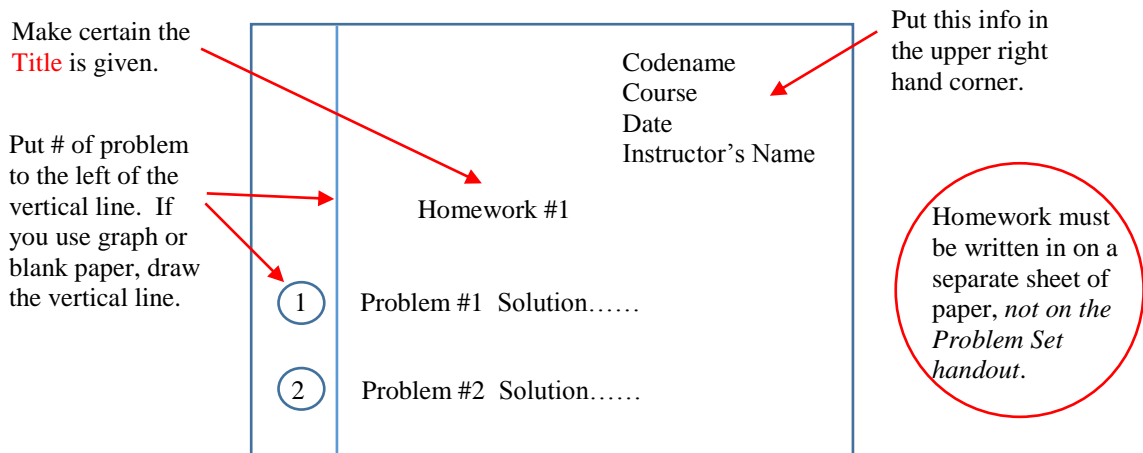 Make certain the
Title is given.
Put this info in
the upper right
hand corner.
Codename
Course
Date
Instructor's Name
Put # of problem
to the left of the
vertical line.  If
you use graph or
blank paper, draw
the vertical line.
Homework #1
Homework must
be written in on a
separate sheet of
paper, not on the
Problem Set
handout.
1 Problem #1  Solution……
2 Problem #2  Solution……